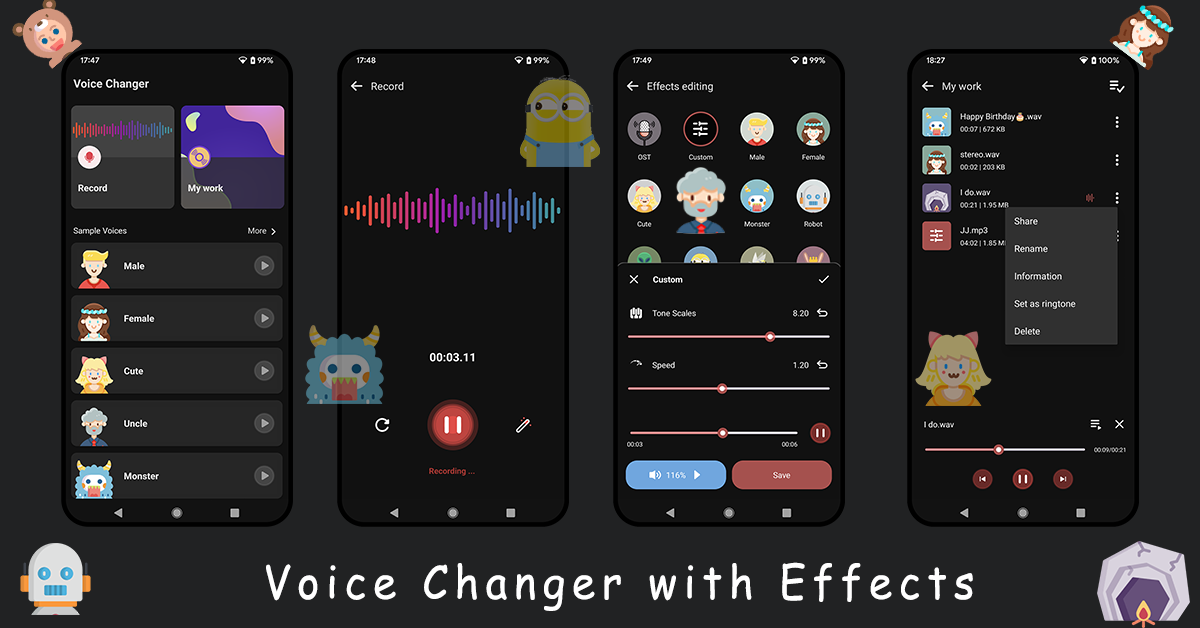 17:47
99%
Voice Changer
Record
My work
Sample Voices
More
Male
Female
Cute
Uncle
Monster
17:48
99%
Record
00:03.11
Recording ...
17:49
99%
Effects editing
OST
Custom
Male
Female
Cute
Monster
Robot
Custom
Tone Scales
8.20
Speed
1.20
00:03
00:06
116%
Save
18:27
100%
My work
Happy Birthday🎂.wav
00:07 | 672 KB
stereo.wav
00:02 | 203 KB
I do.wav
00:21 | 1.95 MB
JJ.mp3
04:02 | 1.85 M
Share
Rename
Information
Set as ringtone
Delete
I do.wav
00:09/00:21
Voice Changer with Effects